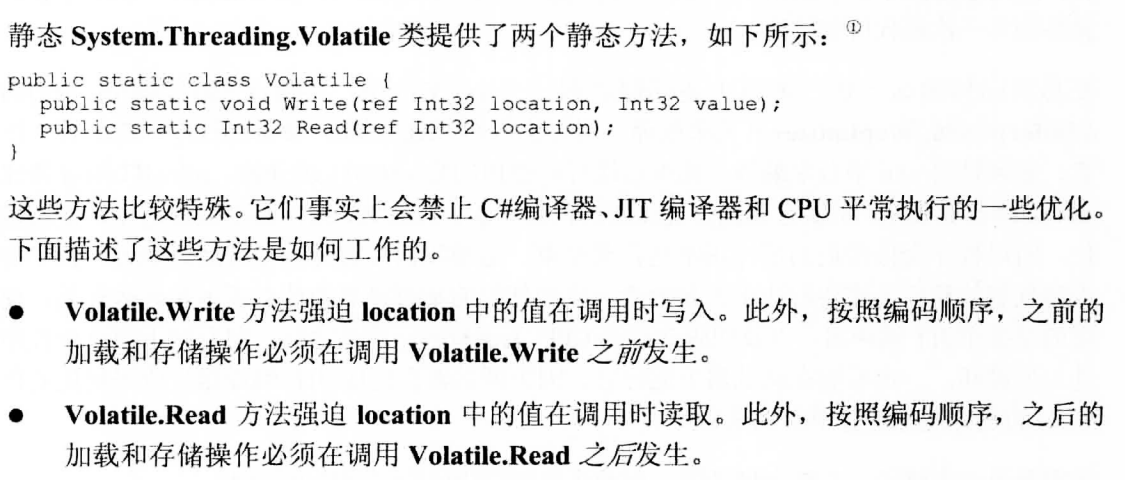 静态 System.Threading.Volatile 类提供了两个静态方法，如下所示：①
public static class Volatile {
public static void Write(ref Int32 location, Int32 value);
public static Int32 Read(ref Int32 location);
}
这些方法比较特殊。它们事实上会禁止 C#编译器、JIT 编译器和 CPU 平常执行的一些优化。
下面描述了这些方法是如何工作的。
● Volatile.Write 方法强迫 location 中的值在调用时写入。此外，按照编码顺序，之前的
加载和存储操作必须在调用 Volatile.Write 之前发生。
● Volatile.Read 方法强迫 location 中的值在调用时读取。此外，按照编码顺序，之后的
加载和存储操作必须在调用 Volatile.Read 之后发生。